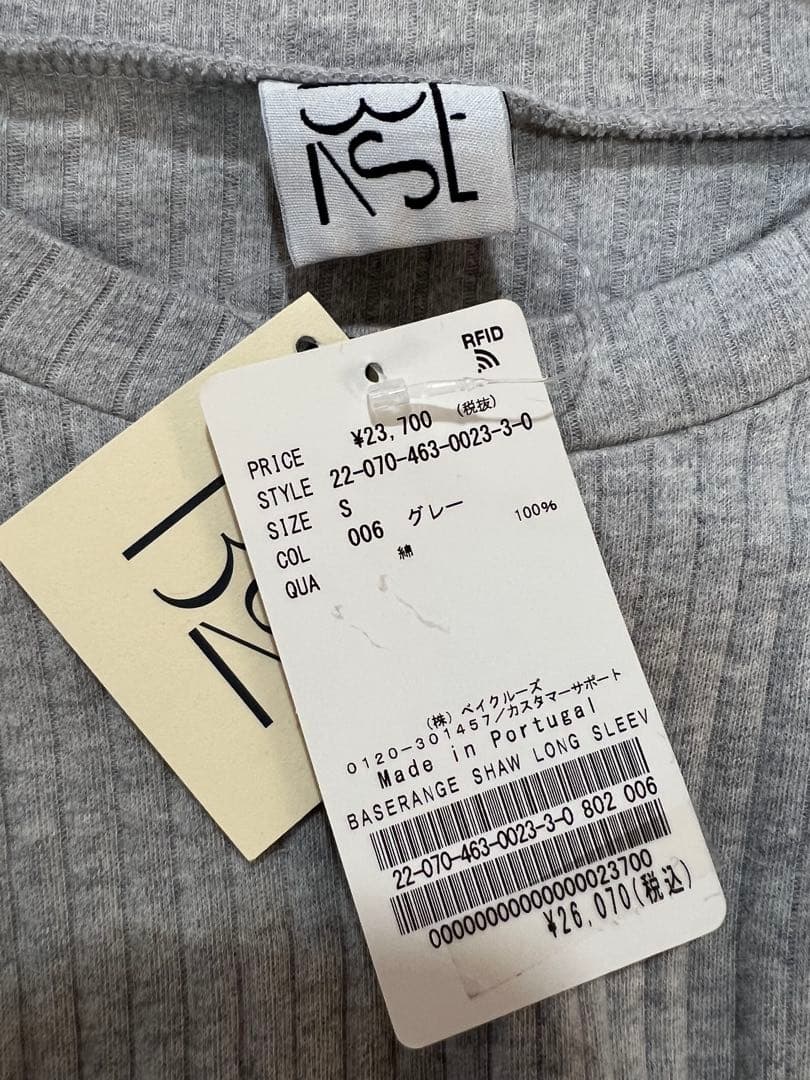 B
ASE
RFID
PRICE ¥23,700 (税抜)
STYLE 22-070-463-0023-3-0
SIZE S
COL 006 グレー
QUA 綿 100%
(株) ベイクルーズ
0120-301457/カスタマーサポート
Made in Portugal
BASERANGE SHAW LONG SLEEV
22-070-463-0023-3-0 802 006
0000000000000023700
¥26,070(税込)